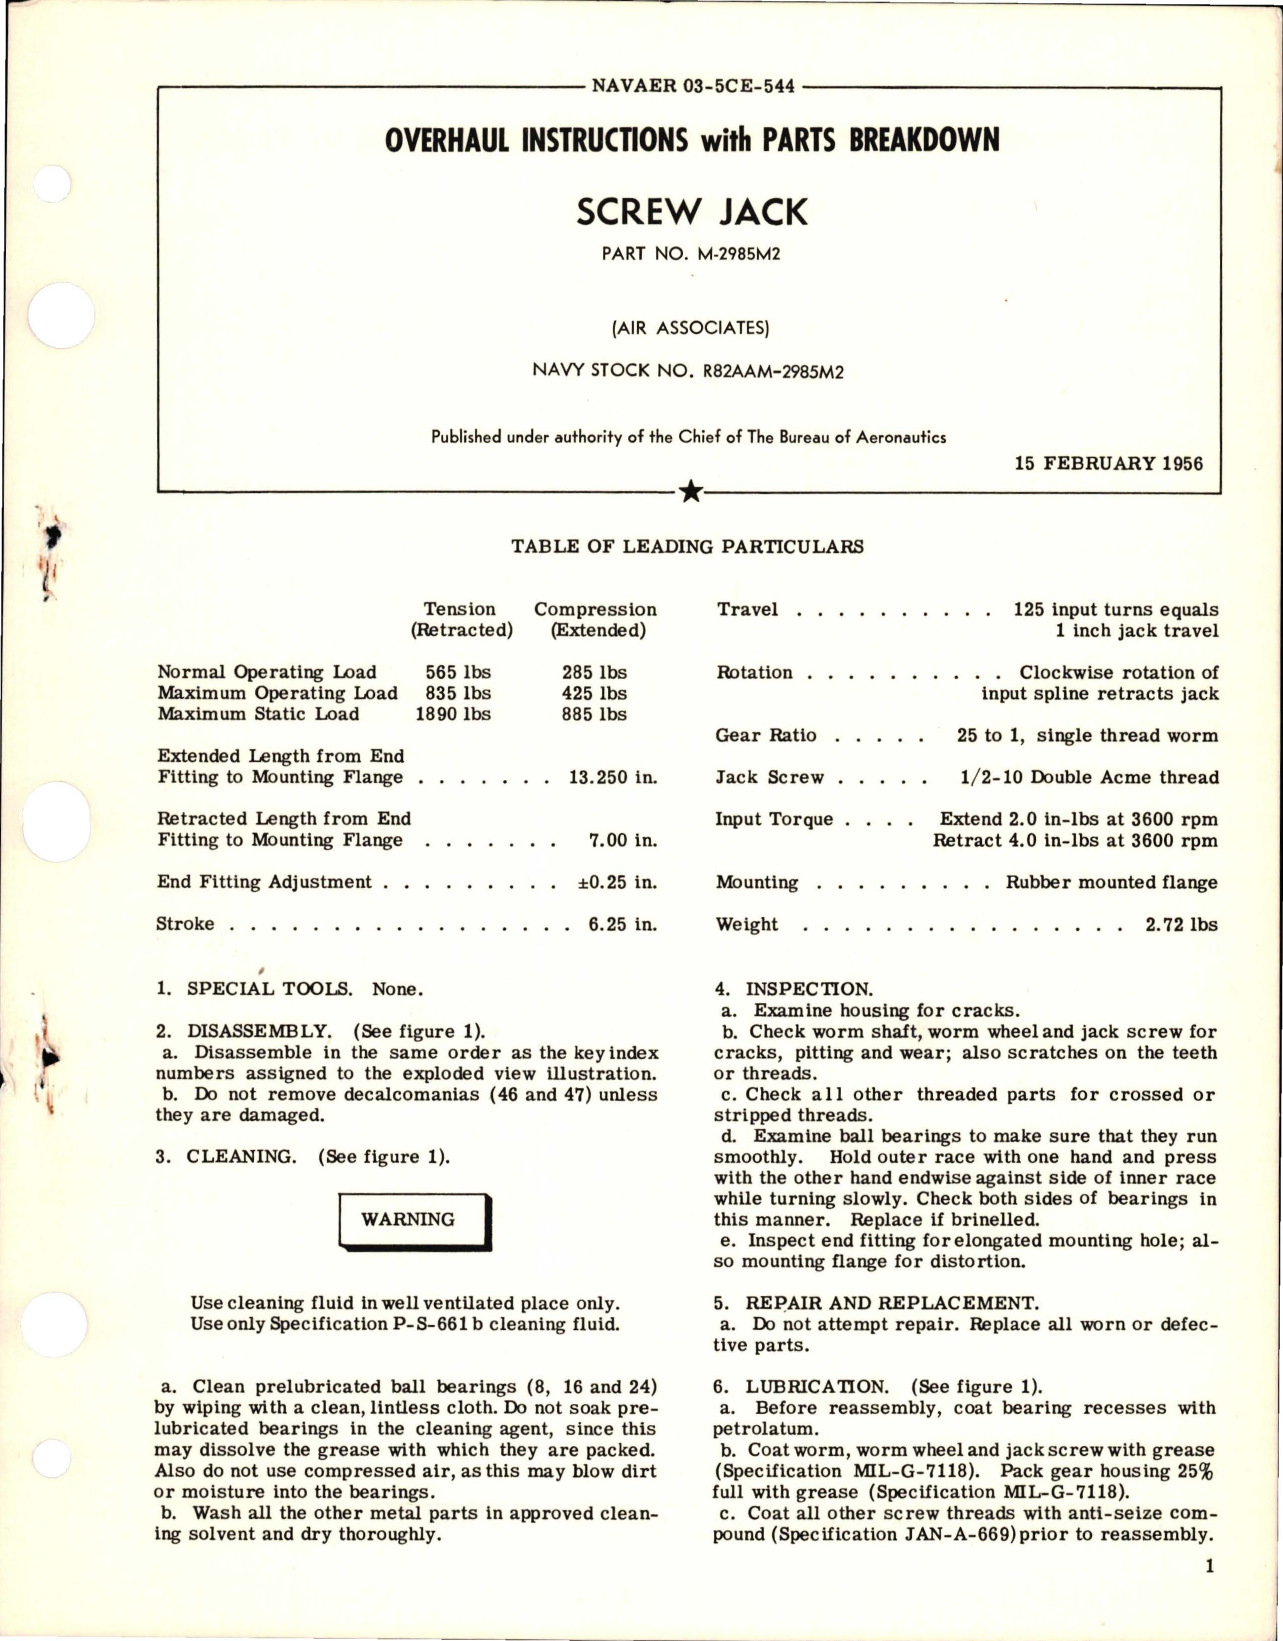 NAVAER 03-5CE-544
OVERHAUL INSTRUCTIONS with PARTS BREAKDOWN
SCREW JACK
PART NO. M-2985M2
(AIR ASSOCIATES)
NAVY STOCK NO. R82AAM-2985M2
Published under authority of the Chief of The Bureau of Aeronautics
15 FEBRUARY 1956
TABLE OF LEADING PARTICULARS
Tension Compression
(Retracted) (Extended)
Normal Operating Load 565 lbs 285 lbs
Maximum Operating Load 835 lbs 425 lbs
Maximum Static Load 1890 lbs 885 lbs
Extended Length from End
Fitting to Mounting Flange . . . . . . . 13.250 in.
Retracted Length from End
Fitting to Mounting Flange . . . . . . . 7.00 in.
End Fitting Adjustment . . . . . . . . . ±0.25 in.
Stroke . . . . . . . . . . . . . . . . . 6.25 in.
Travel . . . . . . . . . . 125 input turns equals
1 inch jack travel
Rotation . . . . . . . . . . Clockwise rotation of
input spline retracts jack
Gear Ratio . . . . . 25 to 1, single thread worm
Jack Screw . . . . . 1/2-10 Double Acme thread
Input Torque . . . . Extend 2.0 in-lbs at 3600 rpm
Retract 4.0 in-lbs at 3600 rpm
Mounting . . . . . . . . . Rubber mounted flange
Weight . . . . . . . . . . . . . . . . 2.72 lbs
1. SPECIAL TOOLS. None.
2. DISASSEMBLY. (See figure 1).
a. Disassemble in the same order as the key index
numbers assigned to the exploded view illustration.
b. Do not remove decalcomanias (46 and 47) unless
they are damaged.
3. CLEANING. (See figure 1).
WARNING
Use cleaning fluid in well ventilated place only.
Use only Specification P-S-661b cleaning fluid.
a. Clean prelubricated ball bearings (8, 16 and 24)
by wiping with a clean, lintless cloth. Do not soak pre-
lubricated bearings in the cleaning agent, since this
may dissolve the grease with which they are packed.
Also do not use compressed air, as this may blow dirt
or moisture into the bearings.
b. Wash all the other metal parts in approved clean-
ing solvent and dry thoroughly.
4. INSPECTION.
a. Examine housing for cracks.
b. Check worm shaft, worm wheel and jack screw for
cracks, pitting and wear; also scratches on the teeth
or threads.
c. Check all other threaded parts for crossed or
stripped threads.
d. Examine ball bearings to make sure that they run
smoothly. Hold outer race with one hand and press
with the other hand endwise against side of inner race
while turning slowly. Check both sides of bearings in
this manner. Replace if brinelled.
e. Inspect end fitting for elongated mounting hole; al-
so mounting flange for distortion.
5. REPAIR AND REPLACEMENT.
a. Do not attempt repair. Replace all worn or defec-
tive parts.
6. LUBRICATION. (See figure 1).
a. Before reassembly, coat bearing recesses with
petrolatum.
b. Coat worm, worm wheel and jack screw with grease
(Specification MIL-G-7118). Pack gear housing 25%
full with grease (Specification MIL-G-7118).
c. Coat all other screw threads with anti-seize com-
pound (Specification JAN-A-669) prior to reassembly.
1